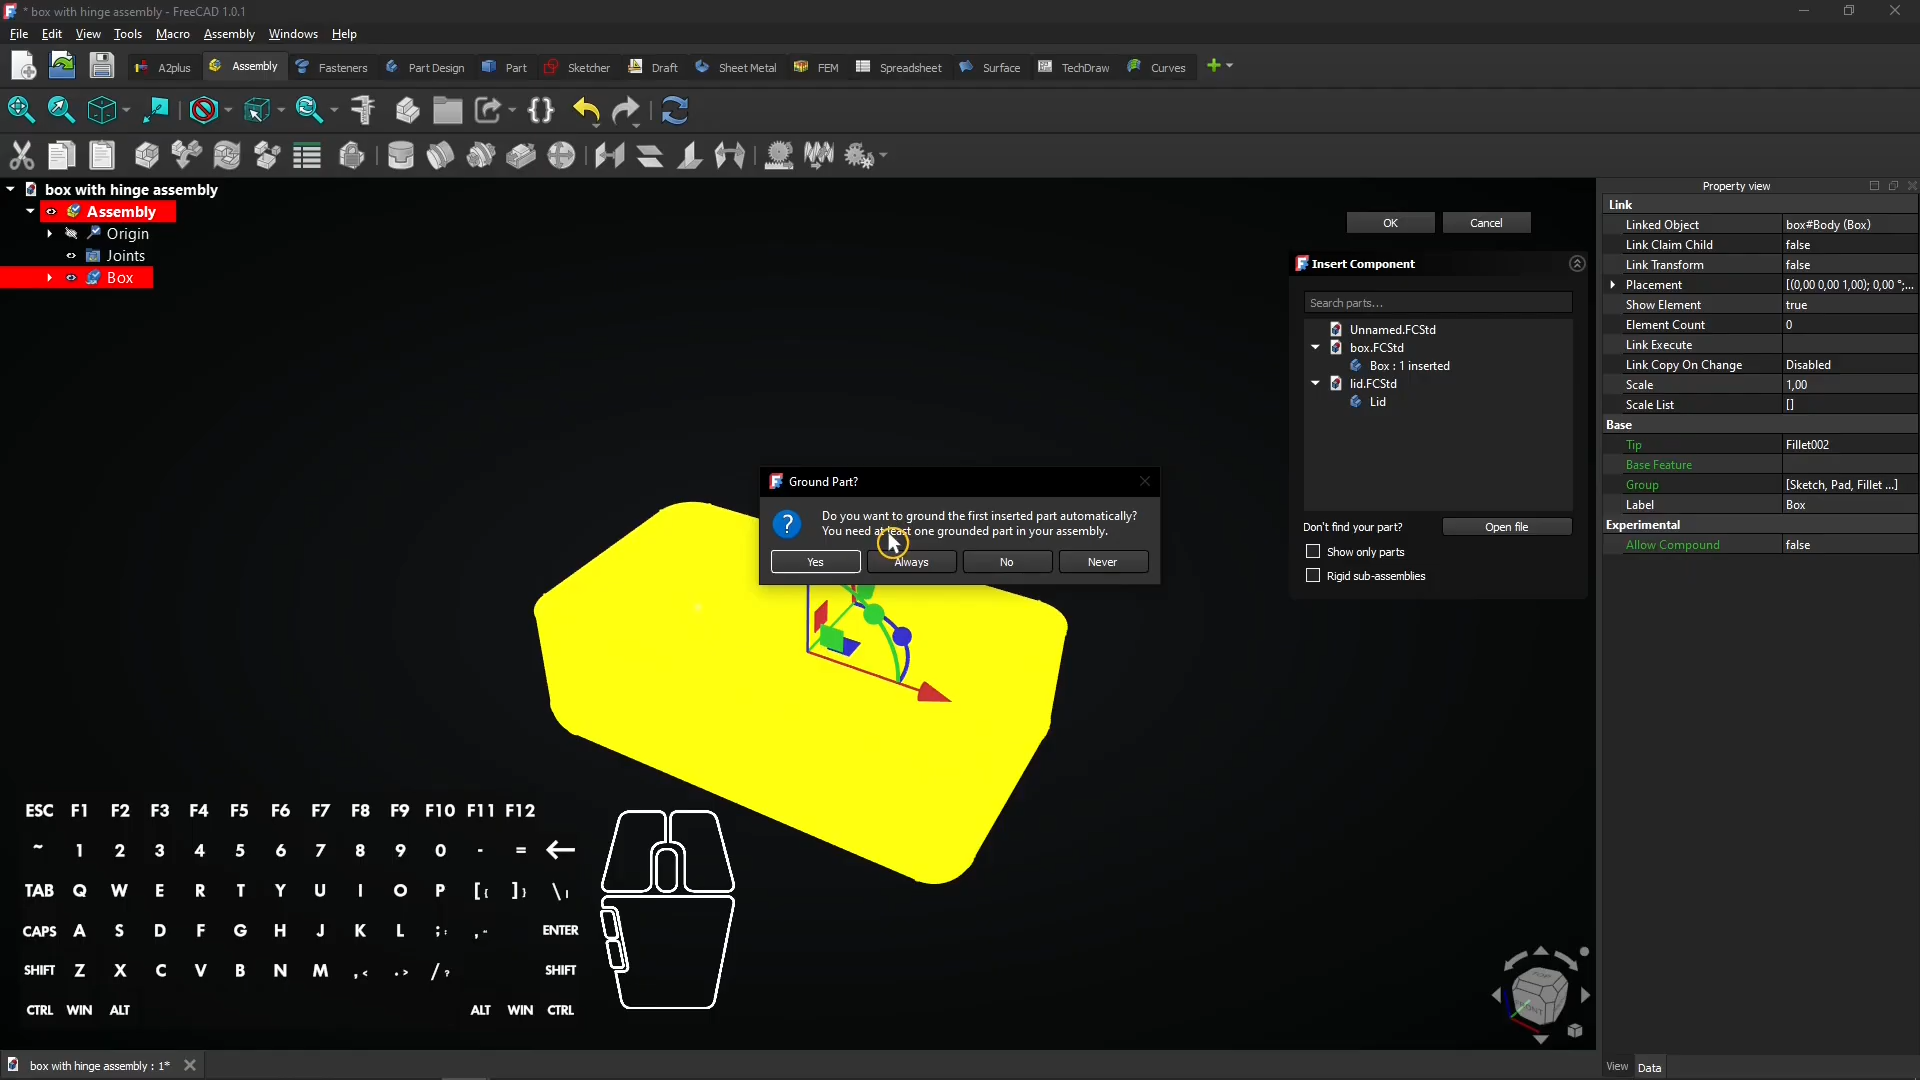 * box with hinge assembly - FreeCAD 1.0.1
File Edit View Tools Macro Assembly Windows Help
A2plus Assembly Fasteners Part Design Part Sketcher Draft Sheet Metal FEM Spreadsheet Surface TechDraw Curves
box with hinge assembly
Assembly
Origin
Joints
Box
OK Cancel
Insert Component
Search parts...
Unnamed.FCStd
box.FCStd
Box : 1 inserted
lid.FCStd
Lid
Don't find your part? Open file
Show only parts
Rigid sub-assemblies
Ground Part?
Do you want to ground the first inserted part automatically?
You need at least one grounded part in your assembly.
Yes Always No Never
Property view
Link
Linked Object box#Body (Box)
Link Claim Child false
Link Transform false
Placement [(0,00 0,00 1,00); 0,00 °;...
Show Element true
Element Count 0
Link Execute
Link Copy On Change Disabled
Scale 1,00
Scale List []
Base
Tip Fillet002
Base Feature
Group [Sketch, Pad, Fillet ...]
Label Box
Experimental
Allow Compound false
ESC F1 F2 F3 F4 F5 F6 F7 F8 F9 F10 F11 F12
~ 1 2 3 4 5 6 7 8 9 0 - =
TAB Q W E R T Y U I O P [{ ]} \|
CAPS A S D F G H J K L ;: ," ENTER
SHIFT Z X C V B N M ,< .> /? SHIFT
CTRL WIN ALT ALT WIN CTRL
TOP
FRONT
box with hinge assembly : 1*
View Data